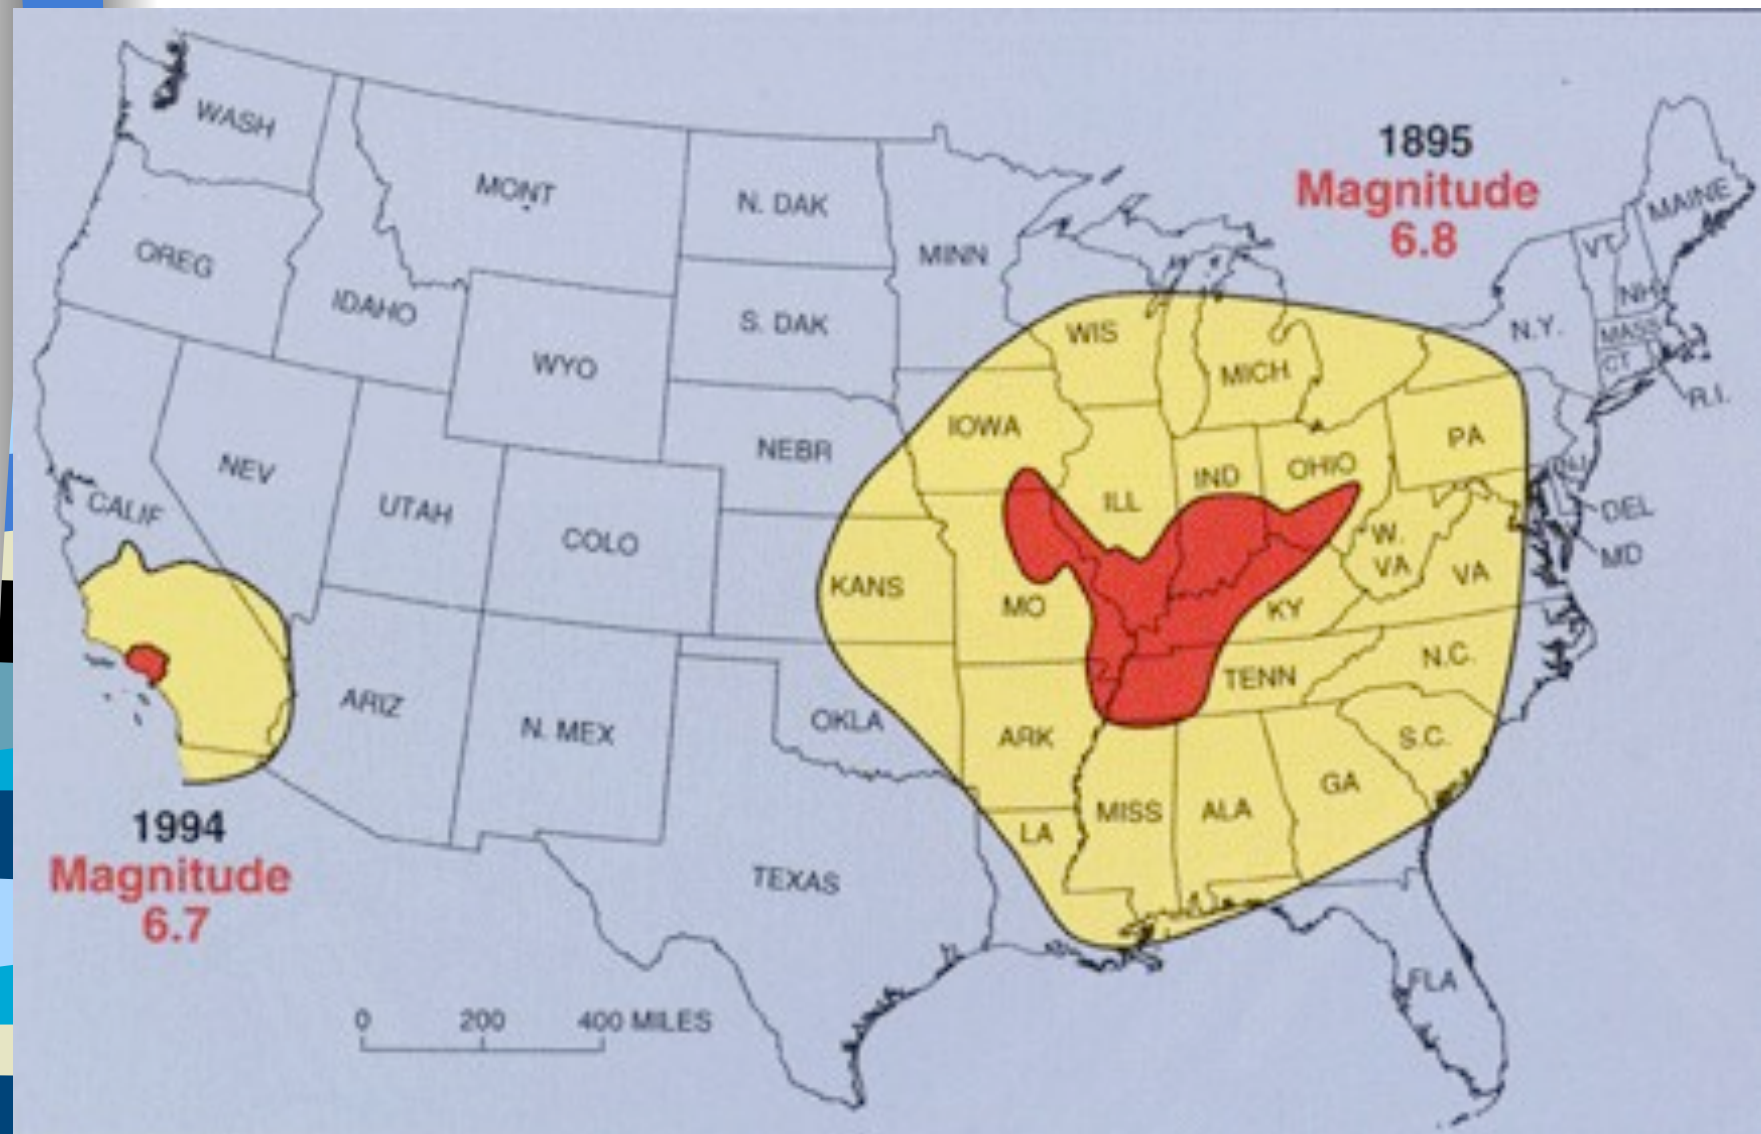 WASH
MONT
N. DAK
MINN
1895
Magnitude
6.8
MAINE
VT
NH
OREG
IDAHO
S. DAK
WIS
MICH
N.Y.
MASS
CT
R.I.
WYO
NEBR
IOWA
ILL
IND
OHIO
PA
NJ
DEL
MD
NEV
CALIF
UTAH
COLO
KANS
MO
KY
W.
VA
VA
ARIZ
N. MEX
OKLA
ARK
TENN
N.C.
S.C.
MISS
ALA
GA
LA
TEXAS
FLA
1994
Magnitude
6.7
0 200 400 MILES